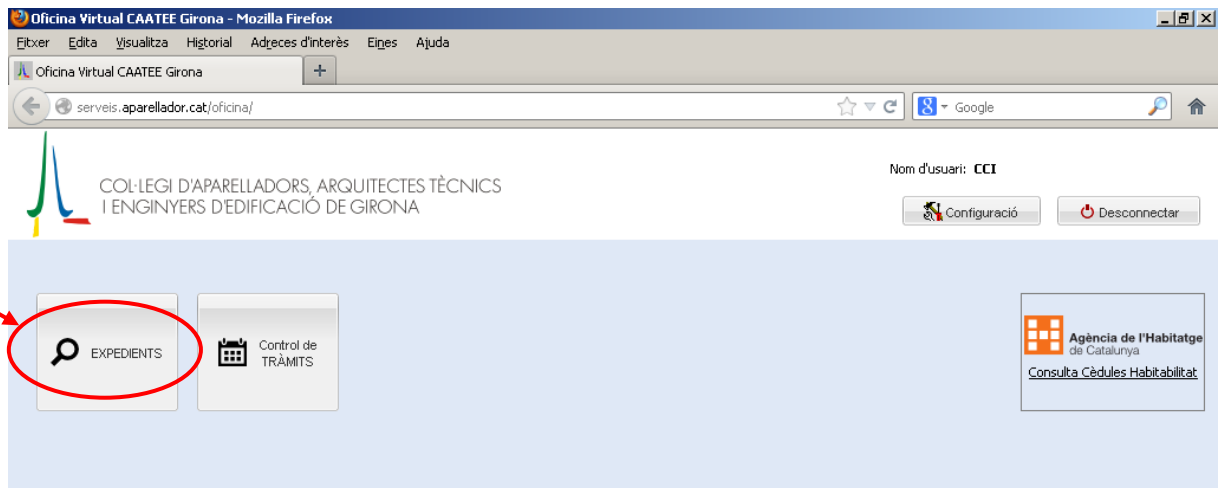 Oficina Virtual CAATEE Girona - Mozilla Firefox
Fitxer Edita Visualitza Historial Adreces d'interès Eines Ajuda
Oficina Virtual CAATEE Girona
serveis.aparellador.cat/oficina/
Google
COL·LEGI D'APARELLADORS, ARQUITECTES TÈCNICS
I ENGINYERS D'EDIFICACIÓ DE GIRONA
Nom d'usuari: CCI
Configuració
Desconnectar
EXPEDIENTS
Control de
TRÀMITS
Agència de l'Habitatge
de Catalunya
Consulta Cèdules Habitabilitat